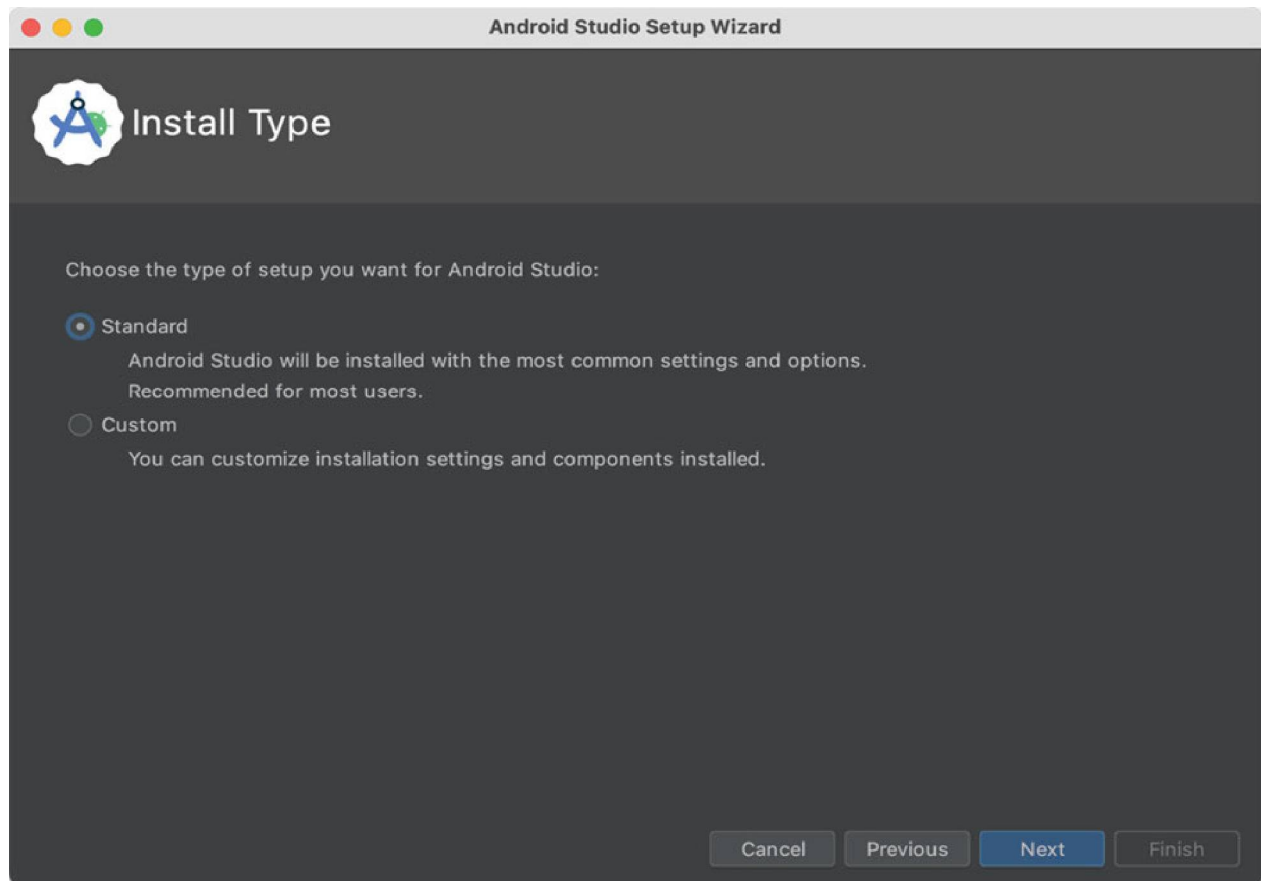 Android Studio Setup Wizard
Install Type
Choose the type of setup you want for Android Studio:
Standard
Android Studio will be installed with the most common settings and options.
Recommended for most users.
Custom
You can customize installation settings and components installed.
Cancel Previous Next Finish